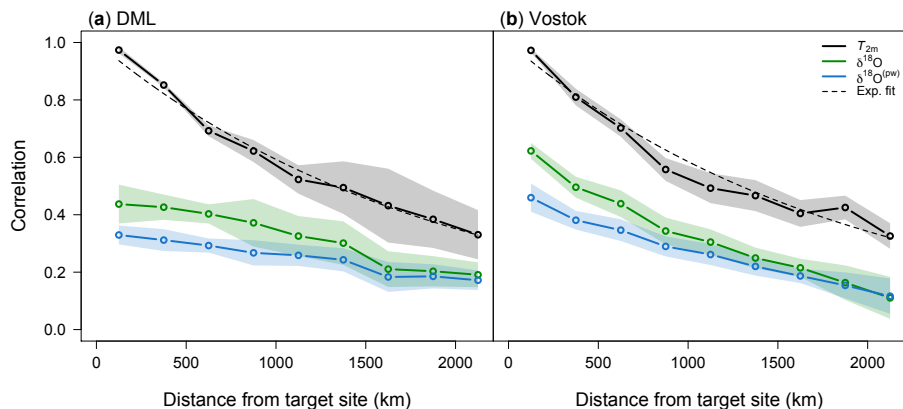 (a) DML
(b) Vostok
T2m
δ18O
δ18O(pw)
Exp. fit
Correlation
1.0
0.8
0.6
0.4
0.2
0.0
0 500 1000 1500 2000
0 500 1000 1500 2000
Distance from target site (km)
Distance from target site (km)